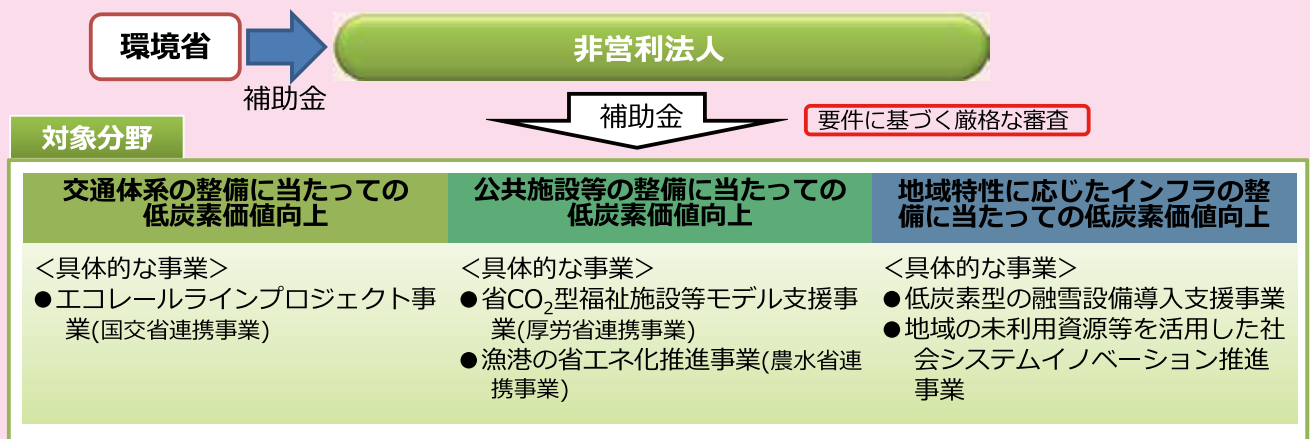 環境省
非営利法人
補助金
補助金
要件に基づく厳格な審査
対象分野
交通体系の整備に当たっての
低炭素価値向上
＜具体的な事業＞
●エコレールラインプロジェクト事
業(国交省連携事業)
公共施設等の整備に当たっての
低炭素価値向上
＜具体的な事業＞
●省CO₂型福祉施設等モデル支援事
業(厚労省連携事業)
●漁港の省エネ化推進事業(農水省連
携事業)
地域特性に応じたインフラの整
備に当たっての低炭素価値向上
＜具体的な事業＞
●低炭素型の融雪設備導入支援事業
●地域の未利用資源等を活用した社
会システムイノベーション推進
事業